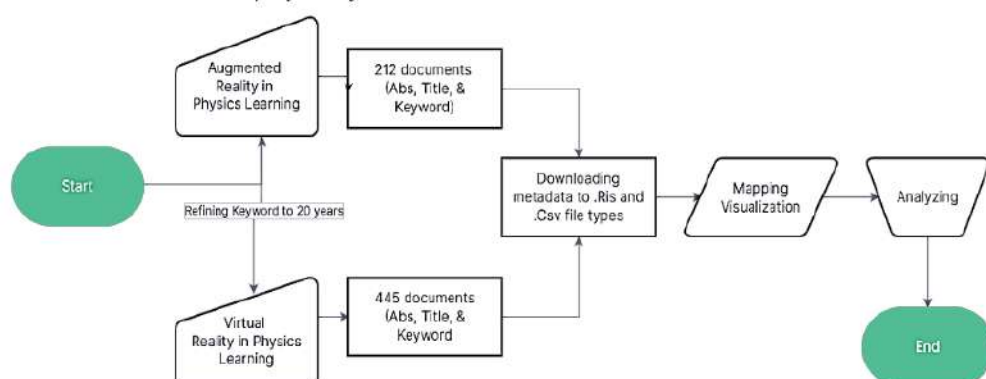 Augmented
Reality in
Physics Learning
212 documents
(Abs, Title, &
Keyword)
Start
Refining Keyword to 20 years
Downloading
metadata to .Ris and
.Csv file types
Mapping
Visualization
Analyzing
Virtual
Reality in Physics
Learning
445 documents
(Abs, Title, &
Keyword
End